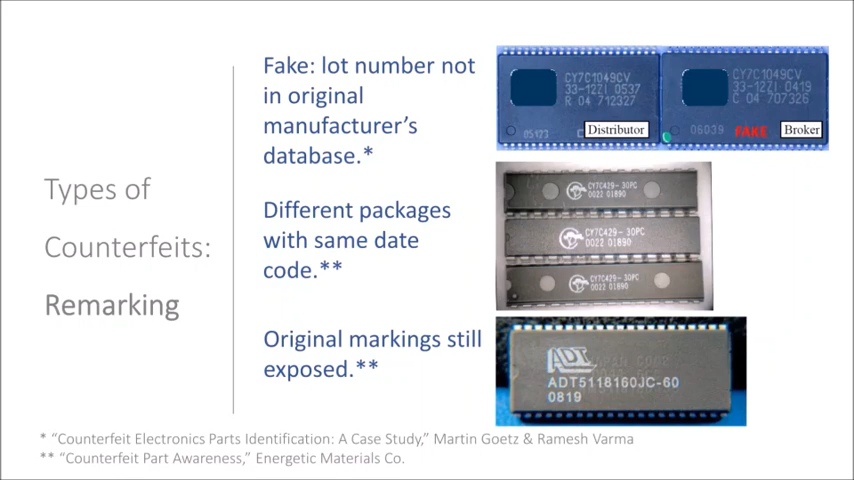 Types of
Counterfeits:
Remarking
Fake: lot number not
in original
manufacturer's
database.*
Different packages
with same date
code.**
Original markings still
exposed.**
CY7C1049CV
33-12ZI 0537
R 04 712327
05123
Distributor
CY7C1049CV
33-12ZI 0419
C 04 707326
06039
FAKE
Broker
CY7C429-30PC
0022 01890
CY7C429-30PC
0022 01890
CY7C429-30PC
0022 01890
ADT
ADT5118160JC-60
0819
* "Counterfeit Electronics Parts Identification: A Case Study," Martin Goetz & Ramesh Varma
** "Counterfeit Part Awareness," Energetic Materials Co.